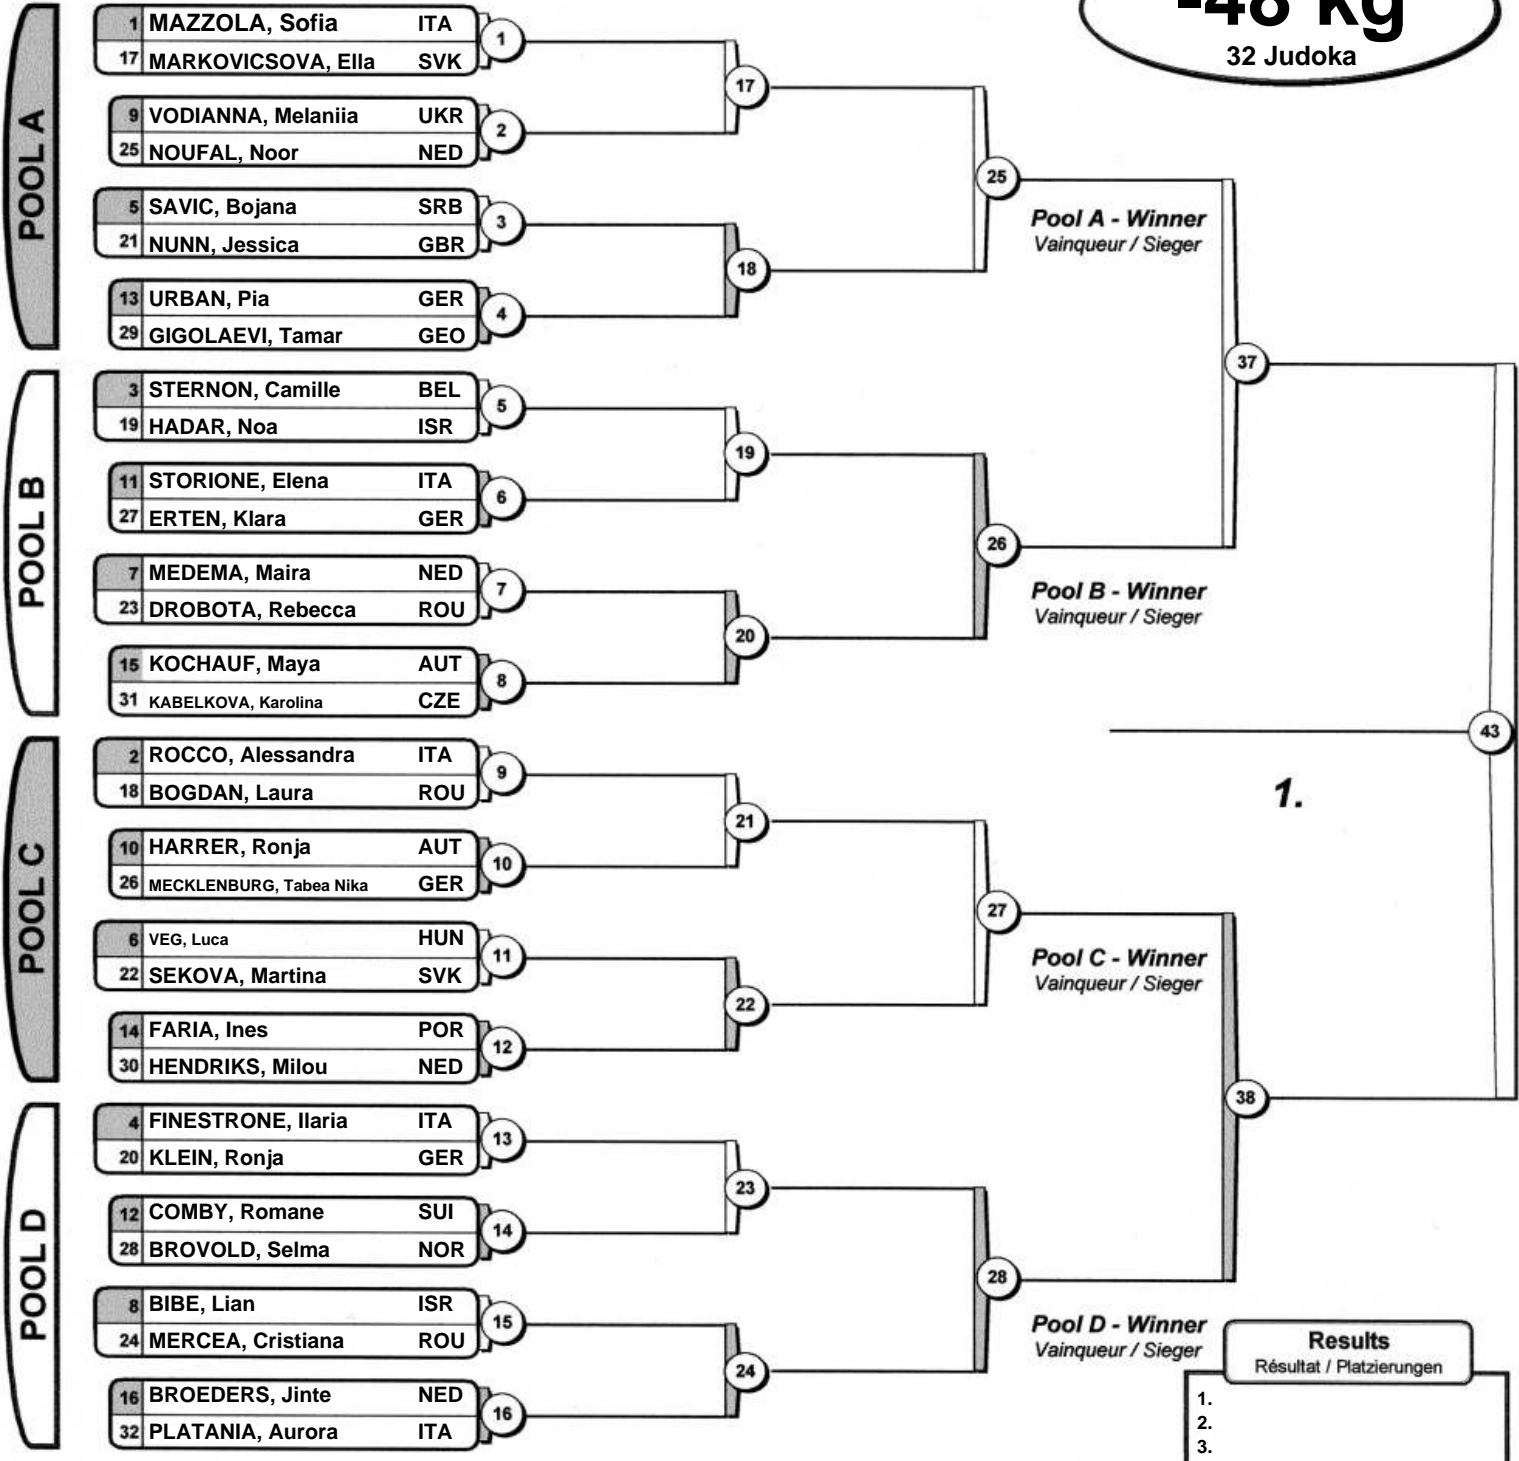 -48 kg
32 Judoka
POOL A
1 MAZZOLA, Sofia ITA
17 MARKOVICSOVA, Ella SVK
1
9 VODIANNA, Melaniia UKR
25 NOUFAL, Noor NED
2
5 SAVIC, Bojana SRB
21 NUNN, Jessica GBR
3
13 URBAN, Pia GER
29 GIGOLAEVI, Tamar GEO
4
17
18
25
Pool A - Winner
Vainqueur / Sieger
POOL B
3 STERNON, Camille BEL
19 HADAR, Noa ISR
5
11 STORIONE, Elena ITA
27 ERTEN, Klara GER
6
7 MEDEMA, Maira NED
23 DROBOTA, Rebecca ROU
7
15 KOCHAUF, Maya AUT
31 KABELKOVA, Karolina CZE
8
19
20
26
Pool B - Winner
Vainqueur / Sieger
37
POOL C
2 ROCCO, Alessandra ITA
18 BOGDAN, Laura ROU
9
10 HARRER, Ronja AUT
26 MECKLENBURG, Tabea Nika GER
10
6 VEG, Luca HUN
22 SEKOVA, Martina SVK
11
14 FARIA, Ines POR
30 HENDRIKS, Milou NED
12
21
22
27
Pool C - Winner
Vainqueur / Sieger
43
1.
POOL D
4 FINESTRONE, Ilaria ITA
20 KLEIN, Ronja GER
13
12 COMBY, Romane SUI
28 BROVOLD, Selma NOR
14
8 BIBE, Lian ISR
24 MERCEA, Cristiana ROU
15
16 BROEDERS, Jinte NED
32 PLATANIA, Aurora ITA
16
23
24
28
Pool D - Winner
Vainqueur / Sieger
38
Results
Résultat / Platzierungen
1.
2.
3.